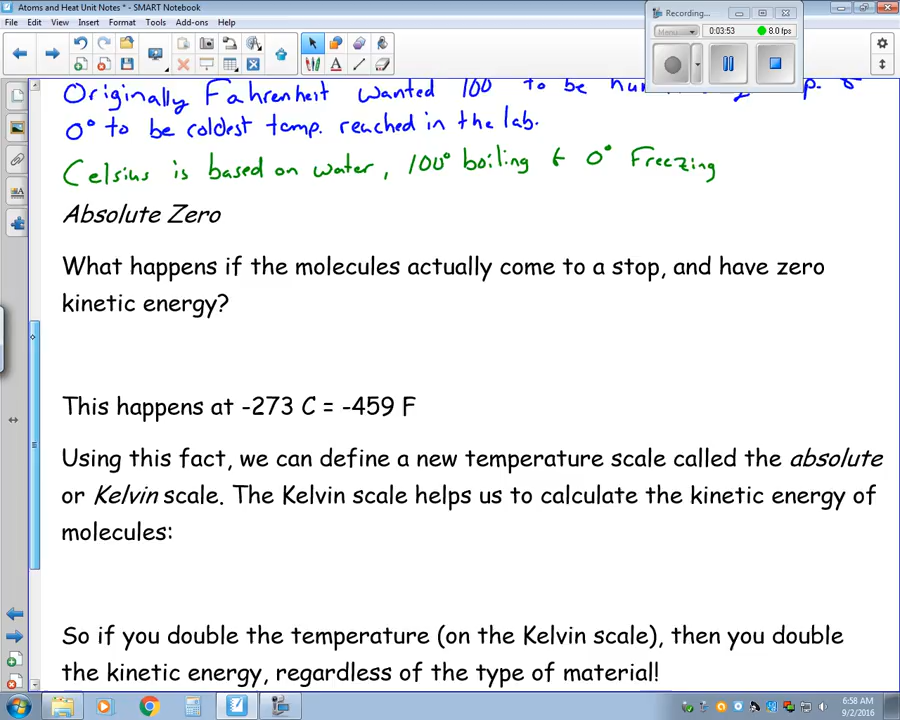 Atoms and Heat Unit Notes * - SMART Notebook
File Edit View Insert Format Tools Add-ons Help
Recording...
Menu 0:03:53 8.0 fps
Originally Fahrenheit wanted 100 to be
0° to be coldest temp. reached in the lab.
Celsius is based on water, 100° boiling & 0° Freezing
Absolute Zero
What happens if the molecules actually come to a stop, and have zero
kinetic energy?
This happens at -273 C = -459 F
Using this fact, we can define a new temperature scale called the absolute
or Kelvin scale. The Kelvin scale helps us to calculate the kinetic energy of
molecules:
So if you double the temperature (on the Kelvin scale), then you double
the kinetic energy, regardless of the type of material!
6:58 AM
9/2/2016